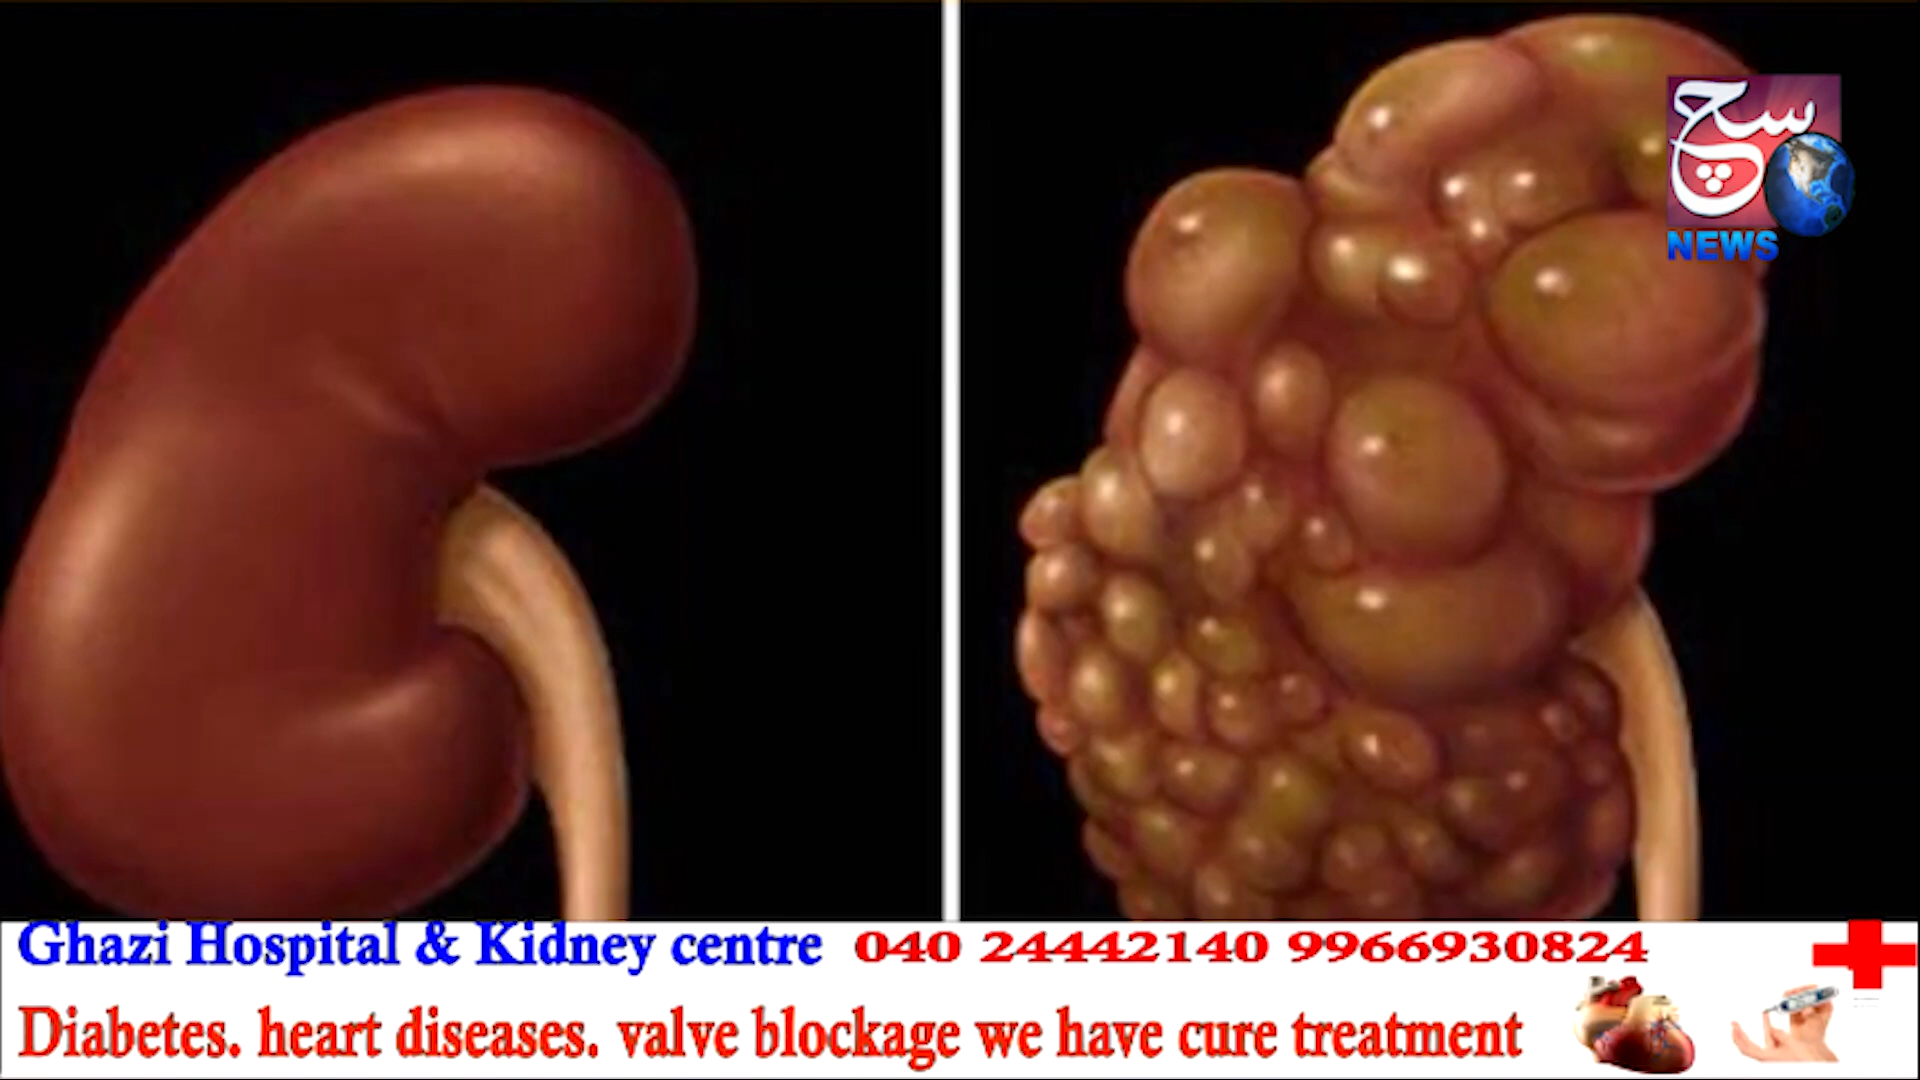 سچ
NEWS
Ghazi Hospital & Kidney centre 040 24442140 9966930824
Diabetes. heart diseases. valve blockage we have cure treatment